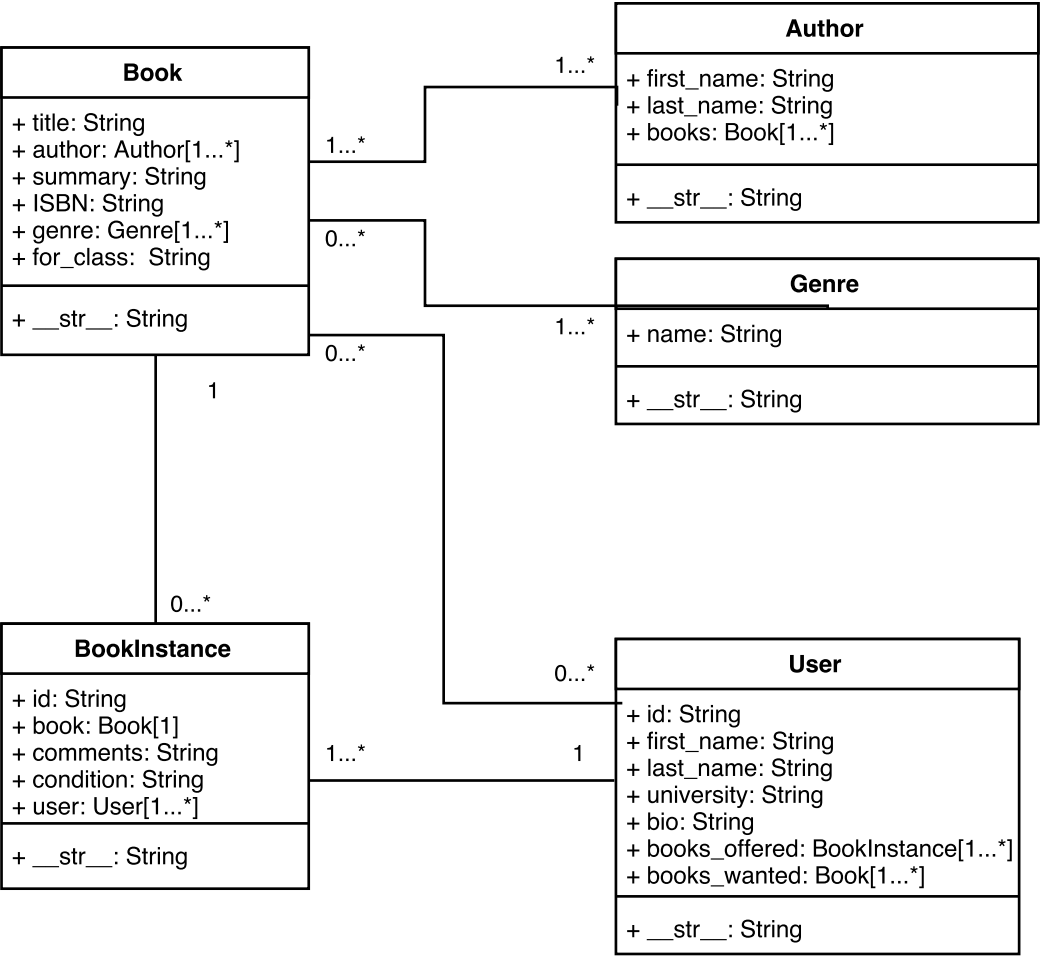 Book
+ title: String
+ author: Author[1...*]
+ summary: String
+ ISBN: String
+ genre: Genre[1...*]
+ for_class:  String
+ __str__: String
1...*
1...*
Author
+ first_name: String
+ last_name: String
+ books: Book[1...*]
+ __str__: String
0...*
1...*
Genre
+ name: String
+ __str__: String
0...*
0...*
1
0...*
BookInstance
+ id: String
+ book: Book[1]
+ comments: String
+ condition: String
+ user: User[1...*]
+ __str__: String
1...*
1
User
+ id: String
+ first_name: String
+ last_name: String
+ university: String
+ bio: String
+ books_offered: BookInstance[1...*]
+ books_wanted: Book[1...*]
+ __str__: String